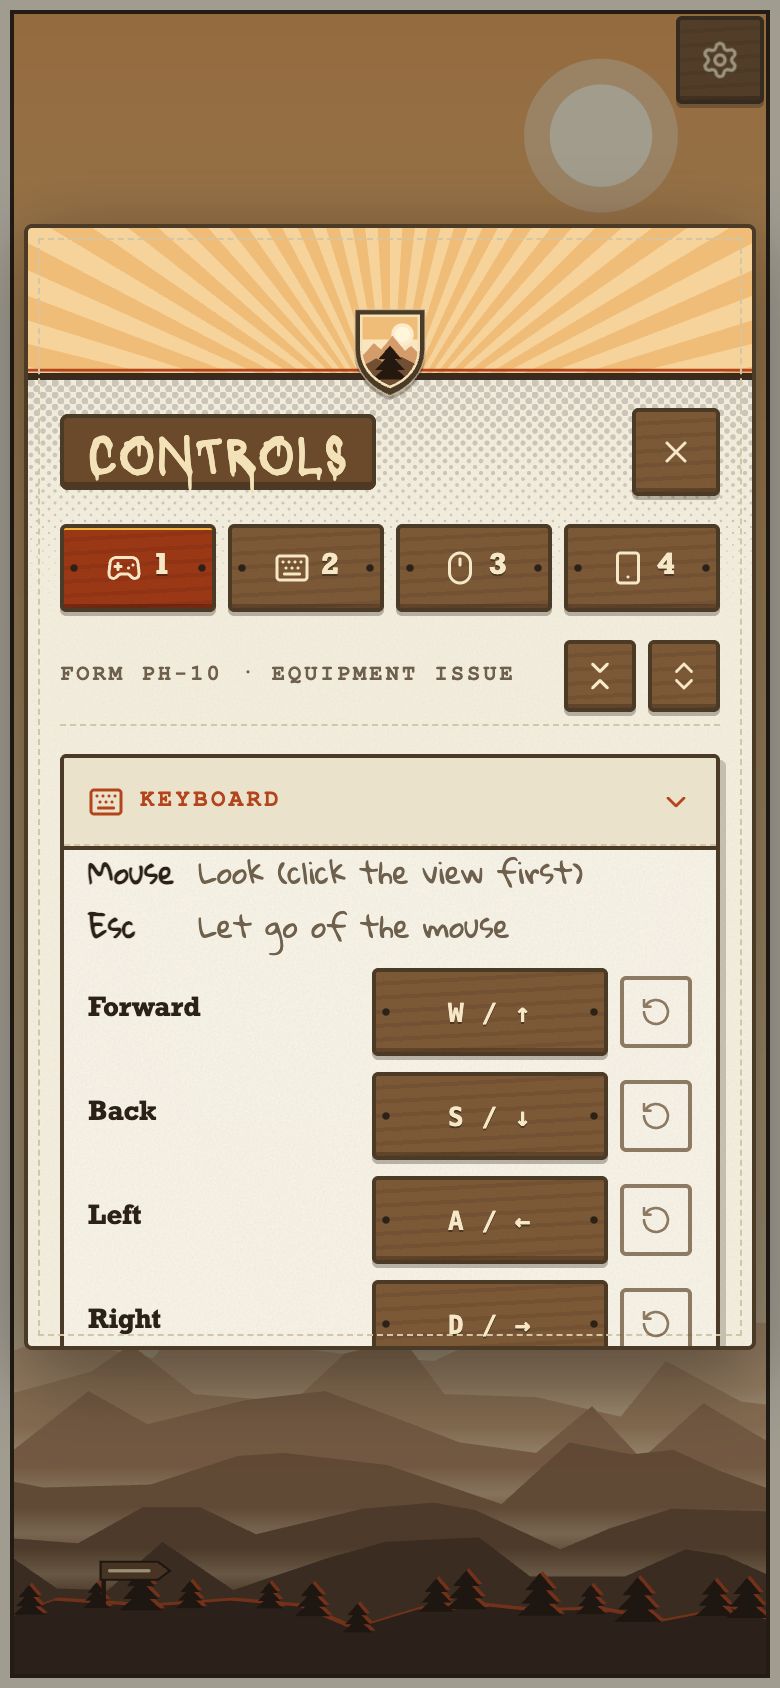 CONTROLS
1 2 3 4
FORM PH-10 · EQUIPMENT ISSUE
KEYBOARD
Mouse Look (click the view first)
Esc Let go of the mouse
Forward W / ↑
Back S / ↓
Left A / ←
Right D / →